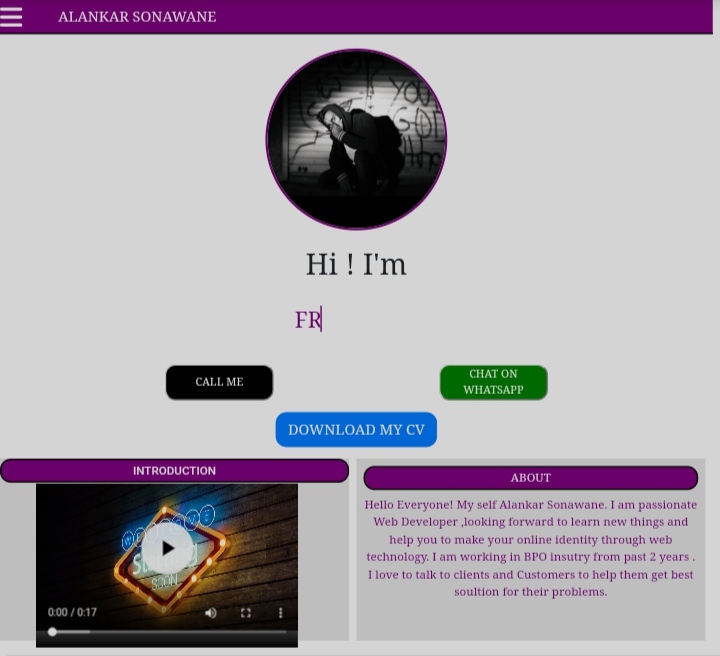 ALANKAR SONAWANE
Hi ! I'm
FR
CALL ME
CHAT ON
WHATSAPP
DOWNLOAD MY CV
INTRODUCTION
0:00 / 0:17
ABOUT
Hello Everyone! My self Alankar Sonawane. I am passionate
Web Developer ,looking forward to learn new things and
help you to make your online identity through web
technology. I am working in BPO insutry from past 2 years .
I love to talk to clients and Customers to help them get best
soultion for their problems.